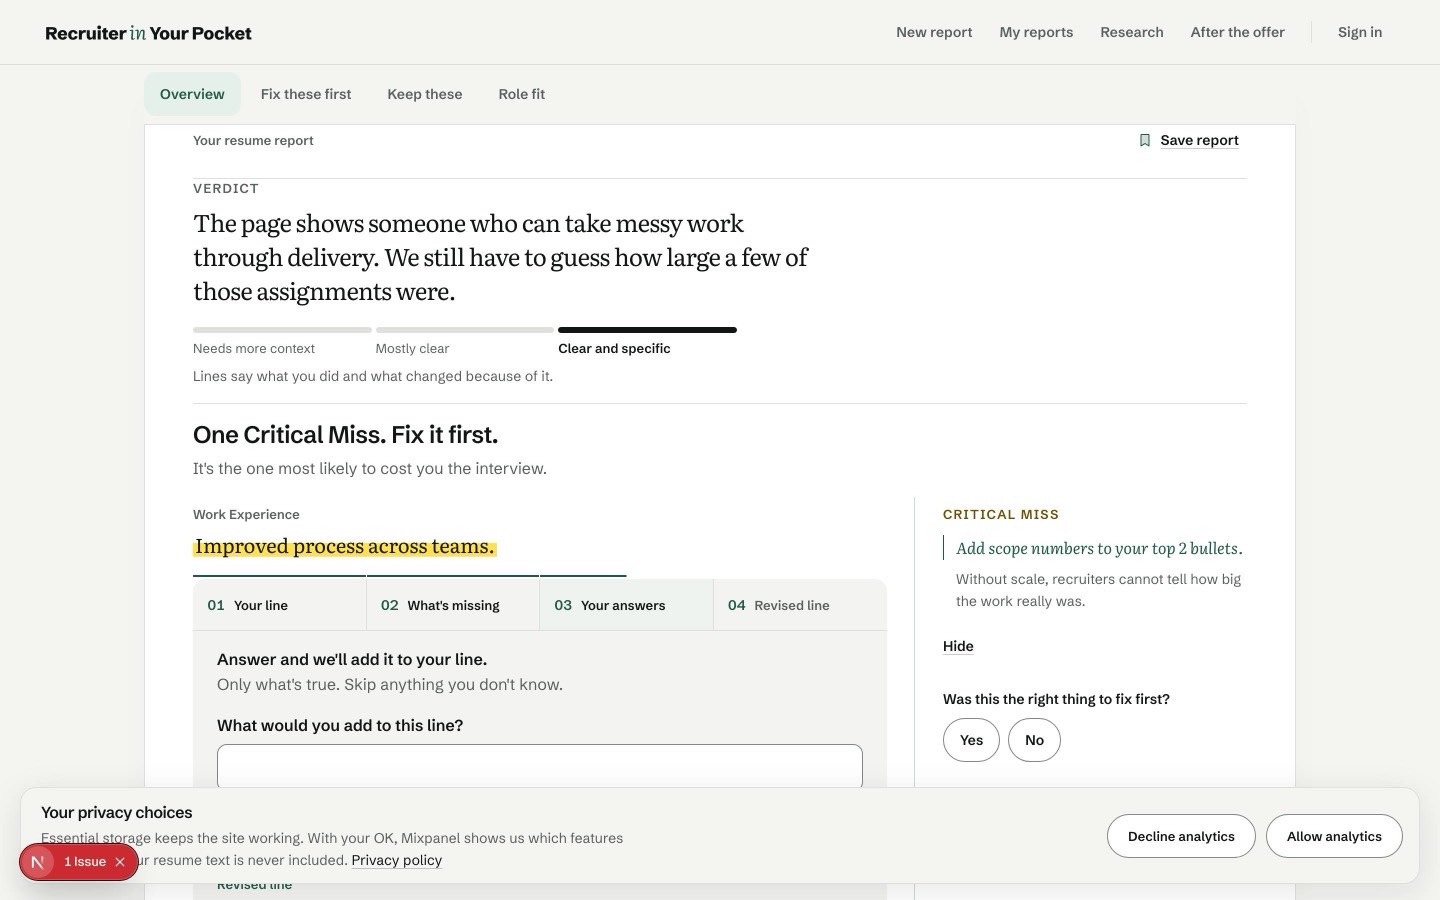 Recruiter in Your Pocket
New report
My reports
Research
After the offer
Sign in
Overview
Fix these first
Keep these
Role fit
Your resume report
Save report
VERDICT
The page shows someone who can take messy work
through delivery. We still have to guess how large a few of
those assignments were.
Needs more context
Mostly clear
Clear and specific
Lines say what you did and what changed because of it.
One Critical Miss. Fix it first.
It's the one most likely to cost you the interview.
Work Experience
Improved process across teams.
01 Your line
02 What's missing
03 Your answers
04 Revised line
Answer and we'll add it to your line.
Only what's true. Skip anything you don't know.
What would you add to this line?
CRITICAL MISS
Add scope numbers to your top 2 bullets.
Without scale, recruiters cannot tell how big
the work really was.
Hide
Was this the right thing to fix first?
Yes
No
Your privacy choices
Essential storage keeps the site working. With your OK, Mixpanel shows us which features
resume text is never included. Privacy policy
Decline analytics
Allow analytics
N 1 Issue
Revised line